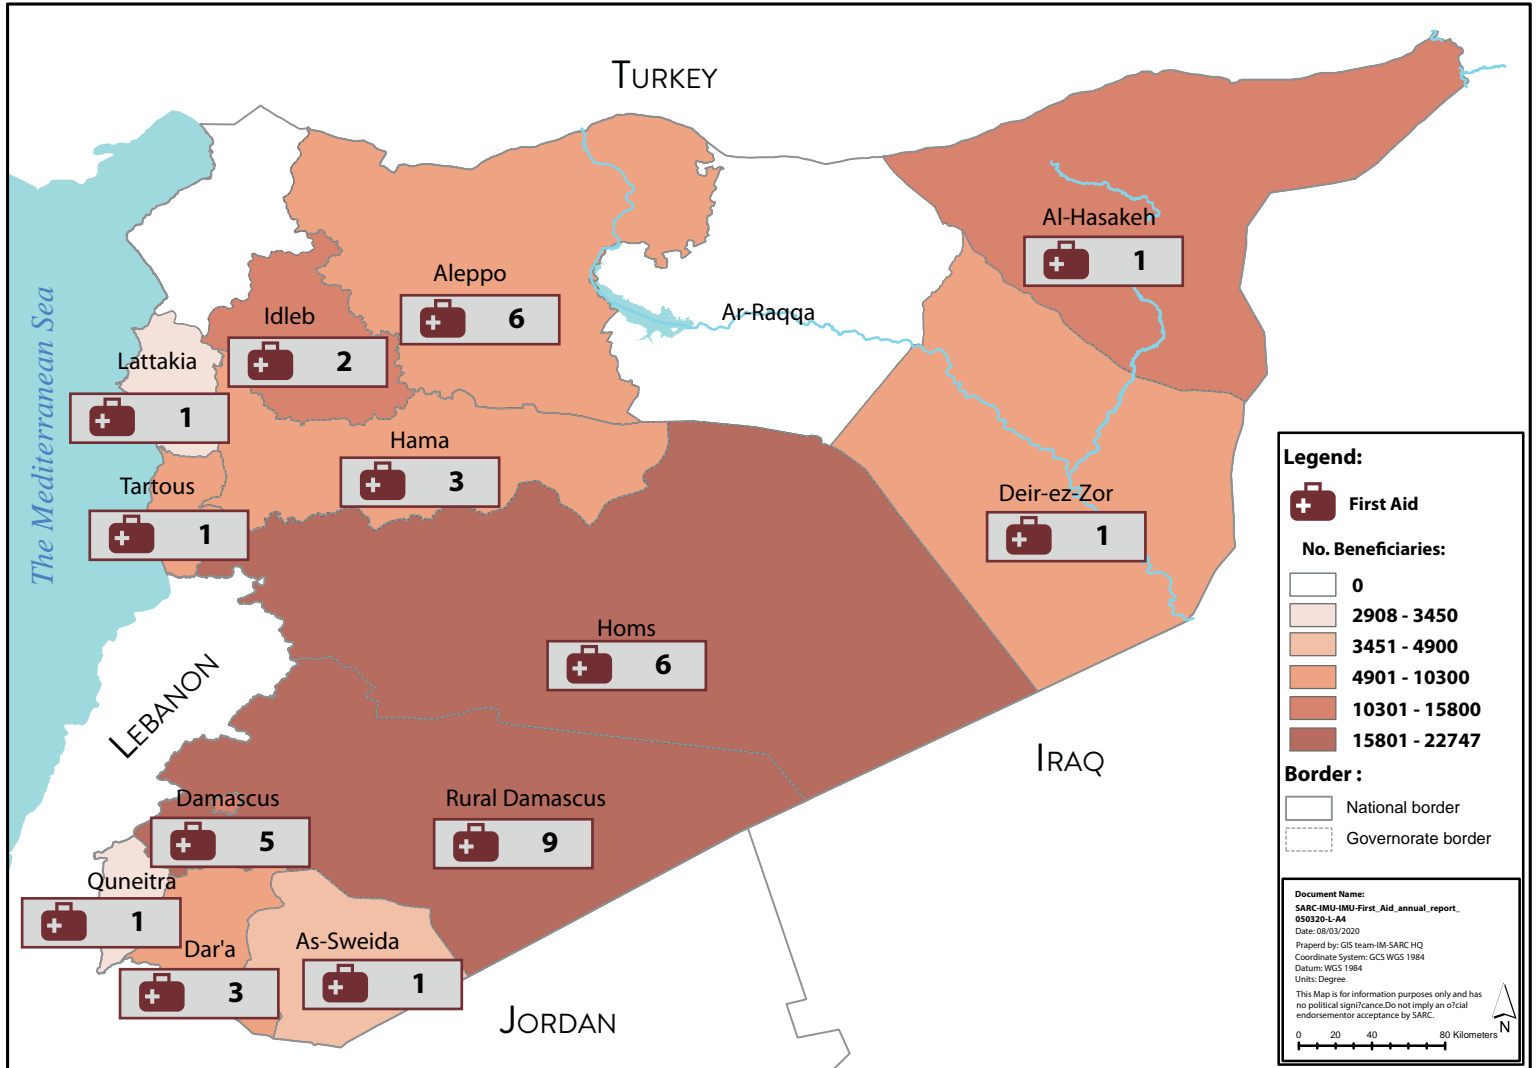 TURKEY
Al-Hasakeh
1
Aleppo
6
Ar-Raqqa
Idleb
2
Lattakia
1
The Mediterranean Sea
Hama
3
Tartous
1
Deir-ez-Zor
1
Homs
6
LEBANON
IRAQ
Damascus
5
Rural Damascus
9
Quneitra
1
Dar'a
3
As-Sweida
1
JORDAN
Legend:
First Aid
No. Beneficiaries:
0
2908 - 3450
3451 - 4900
4901 - 10300
10301 - 15800
15801 - 22747
Border :
National border
Governorate border
Document Name:
SARC-IMU-IMU-First_Aid_annual_report_
050320-L-A4
Date: 08/03/2020
Praperd by: GIS team-IM-SARC HQ
Coordinate System: GCS WGS 1984
Datum: WGS 1984
Units: Degree
This Map is for information purposes only and has
no political signi?cance.Do not imply an o?cial
endorsementor acceptance by SARC.
N
0 20 40 80 Kilometers